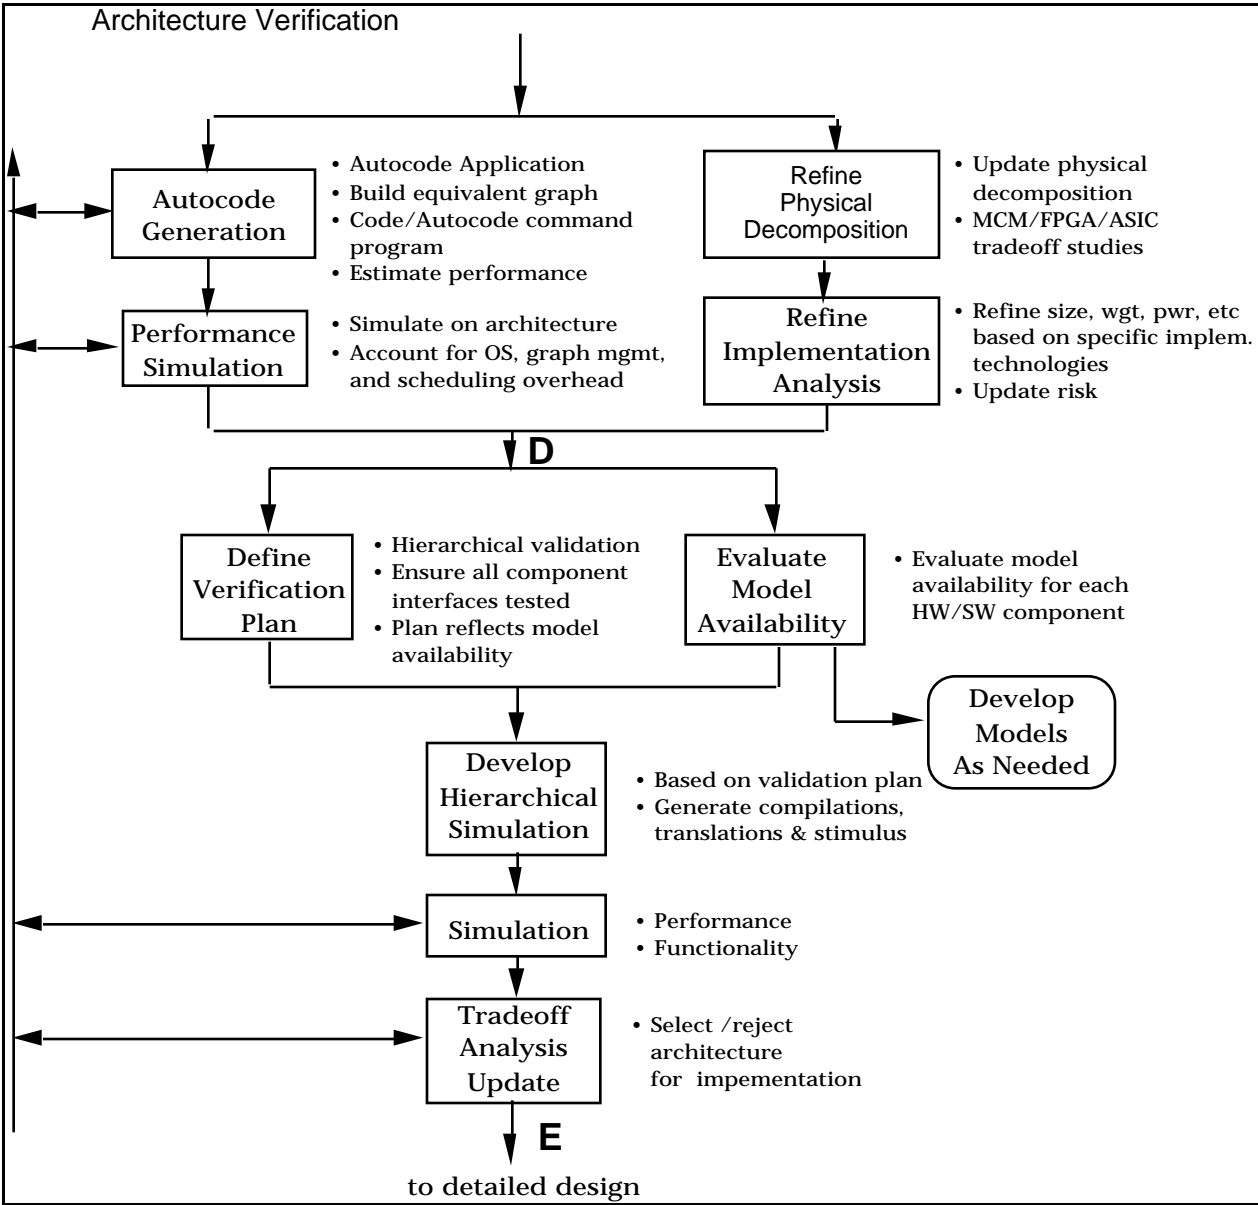 Architecture Verification
Autocode
Generation
• Autocode Application
• Build equivalent graph
• Code/Autocode command
program
• Estimate performance
Refine
Physical
Decomposition
• Update physical
decomposition
• MCM/FPGA/ASIC
tradeoff studies
Performance
Simulation
• Simulate on architecture
• Account for OS, graph mgmt,
and scheduling overhead
Refine
Implementation
Analysis
• Refine size, wgt, pwr, etc
based on specific implem.
technologies
• Update risk
D
Define
Verification
Plan
• Hierarchical validation
• Ensure all component
interfaces tested
• Plan reflects model
availability
Evaluate
Model
Availability
• Evaluate model
availability for each
HW/SW component
Develop
Models
As Needed
Develop
Hierarchical
Simulation
• Based on validation plan
• Generate compilations,
translations & stimulus
Simulation
• Performance
• Functionality
Tradeoff
Analysis
Update
• Select /reject
architecture
for impementation
E
to detailed design